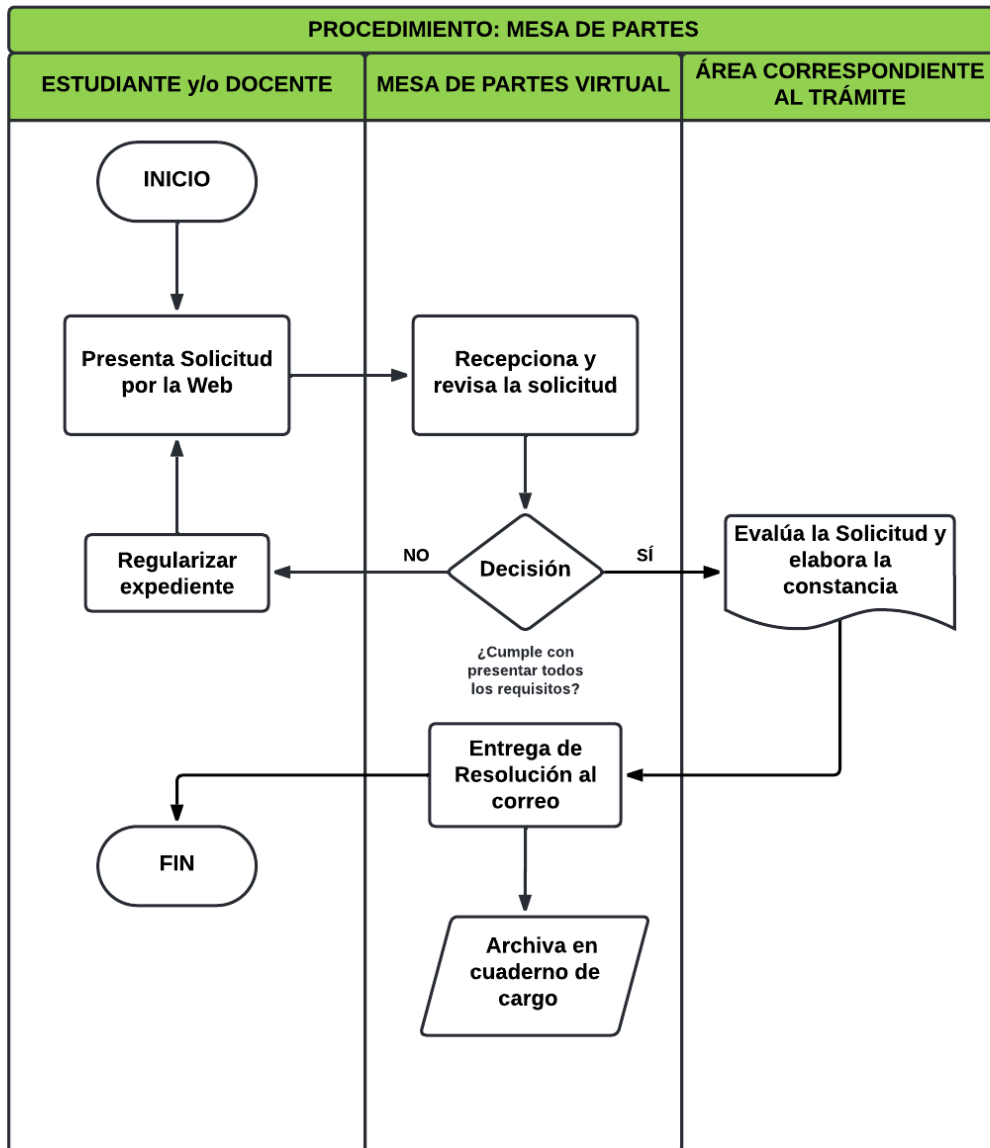 PROCEDIMIENTO: MESA DE PARTES
ESTUDIANTE y/o DOCENTE
MESA DE PARTES VIRTUAL
ÁREA CORRESPONDIENTE
AL TRÁMITE
INICIO
Presenta Solicitud
por la Web
Recepciona y
revisa la solicitud
Regularizar
expediente
NO
Decisión
SÍ
¿Cumple con
presentar todos
los requisitos?
Evalúa la Solicitud y
elabora la
constancia
Entrega de
Resolución al
correo
FIN
Archiva en
cuaderno de
cargo